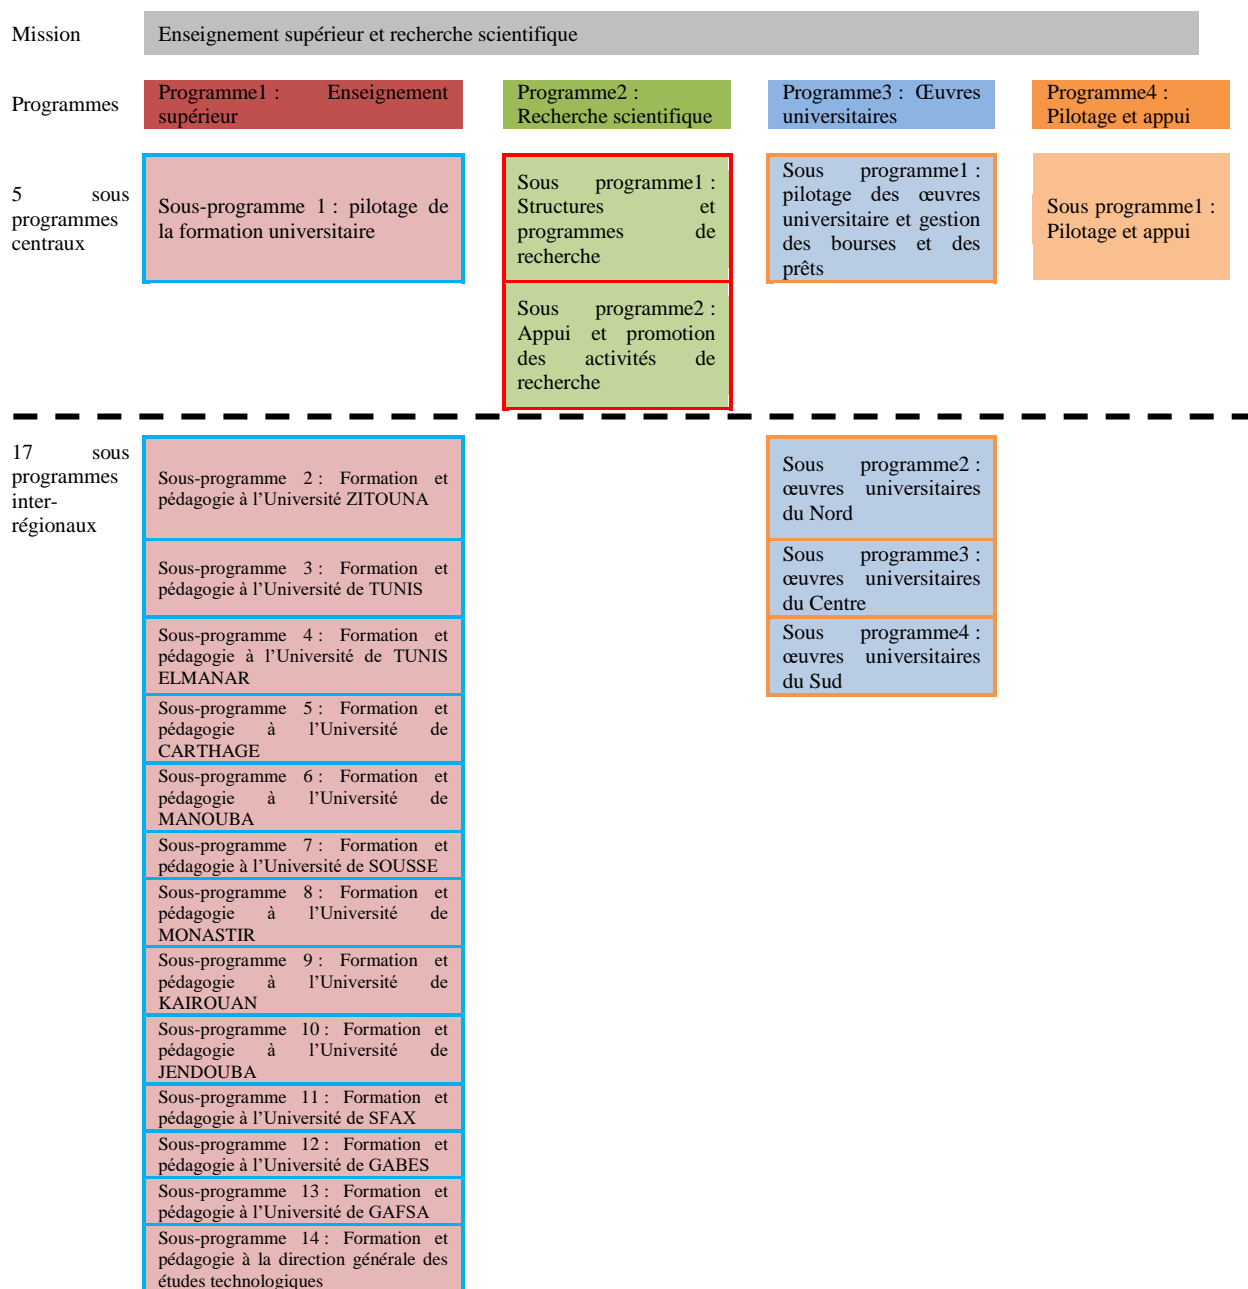 Mission
Enseignement supérieur et recherche scientifique
Programmes
Programme1 : Enseignement
supérieur
Programme2 :
Recherche scientifique
Programme3 : Œuvres
universitaires
Programme4 :
Pilotage et appui
5 sous
programmes
centraux
Sous-programme 1 : pilotage de
la formation universitaire
Sous programme1 :
Structures et
programmes de
recherche
Sous programme2 :
Appui et promotion
des activités de
recherche
Sous programme1 :
pilotage des œuvres
universitaire et gestion
des bourses et des
prêts
Sous programme1 :
Pilotage et appui
17 sous
programmes
inter-
régionaux
Sous-programme 2 : Formation et
pédagogie à l’Université ZITOUNA
Sous-programme 3 : Formation et
pédagogie à l’Université de TUNIS
Sous-programme 4 : Formation et
pédagogie à l’Université de TUNIS
ELMANAR
Sous-programme 5 : Formation et
pédagogie à l’Université de
CARTHAGE
Sous-programme 6 : Formation et
pédagogie à l’Université de
MANOUBA
Sous-programme 7 : Formation et
pédagogie à l’Université de SOUSSE
Sous-programme 8 : Formation et
pédagogie à l’Université de
MONASTIR
Sous-programme 9 : Formation et
pédagogie à l’Université de
KAIROUAN
Sous-programme 10 : Formation et
pédagogie à l’Université de
JENDOUBA
Sous-programme 11 : Formation et
pédagogie à l’Université de SFAX
Sous-programme 12 : Formation et
pédagogie à l’Université de GABES
Sous-programme 13 : Formation et
pédagogie à l’Université de GAFSA
Sous-programme 14 : Formation et
pédagogie à la direction générale des
études technologiques
Sous programme2 :
œuvres universitaires
du Nord
Sous programme3 :
œuvres universitaires
du Centre
Sous programme4 :
œuvres universitaires
du Sud